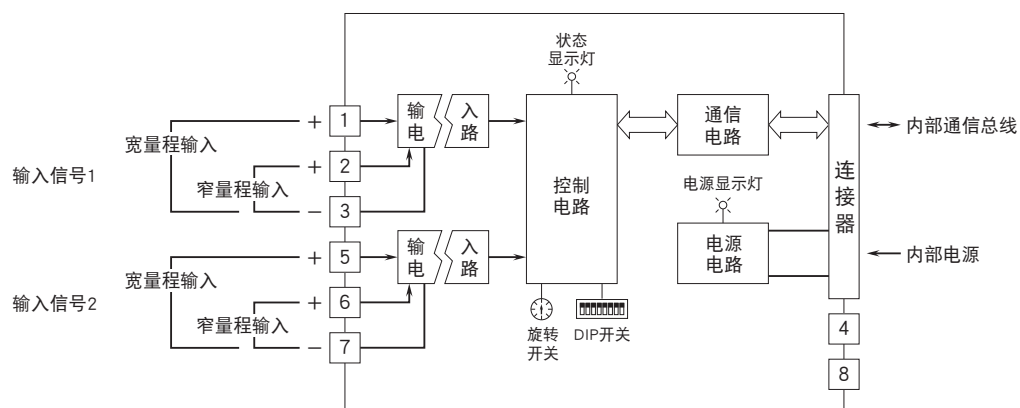 状态
显示灯
+ 1
输
电
入
路
通信
电路
内部通信总线
宽量程输入
输入信号1
+ 2
窄量程输入
- 3
控制
电路
连
接
器
电源显示灯
电源
电路
内部电源
+ 5
输
电
入
路
宽量程输入
输入信号2
+ 6
窄量程输入
- 7
旋转
开关
DIP开关
4
8